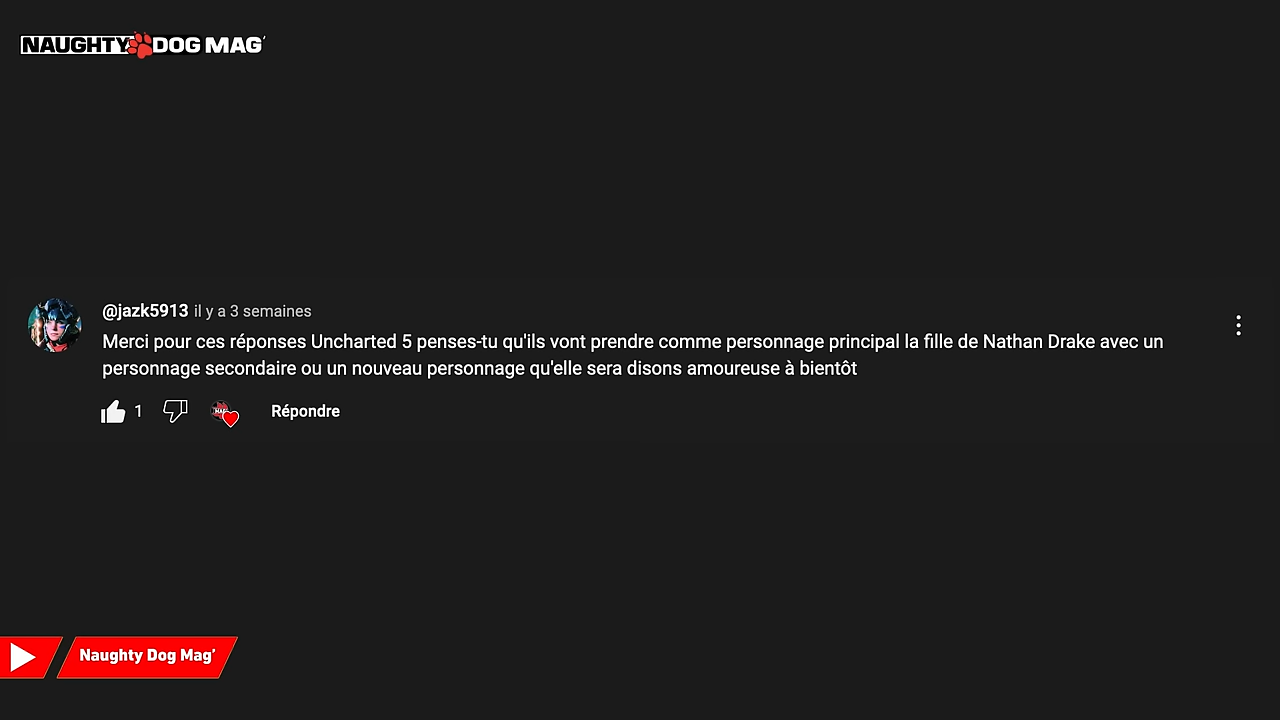 NAUGHTY DOG MAG'
@jazk5913 il y a 3 semaines
Merci pour ces réponses Uncharted 5 penses-tu qu'ils vont prendre comme personnage principal la fille de Nathan Drake avec un
personnage secondaire ou un nouveau personnage qu'elle sera disons amoureuse à bientôt
1 Répondre
Naughty Dog Mag'